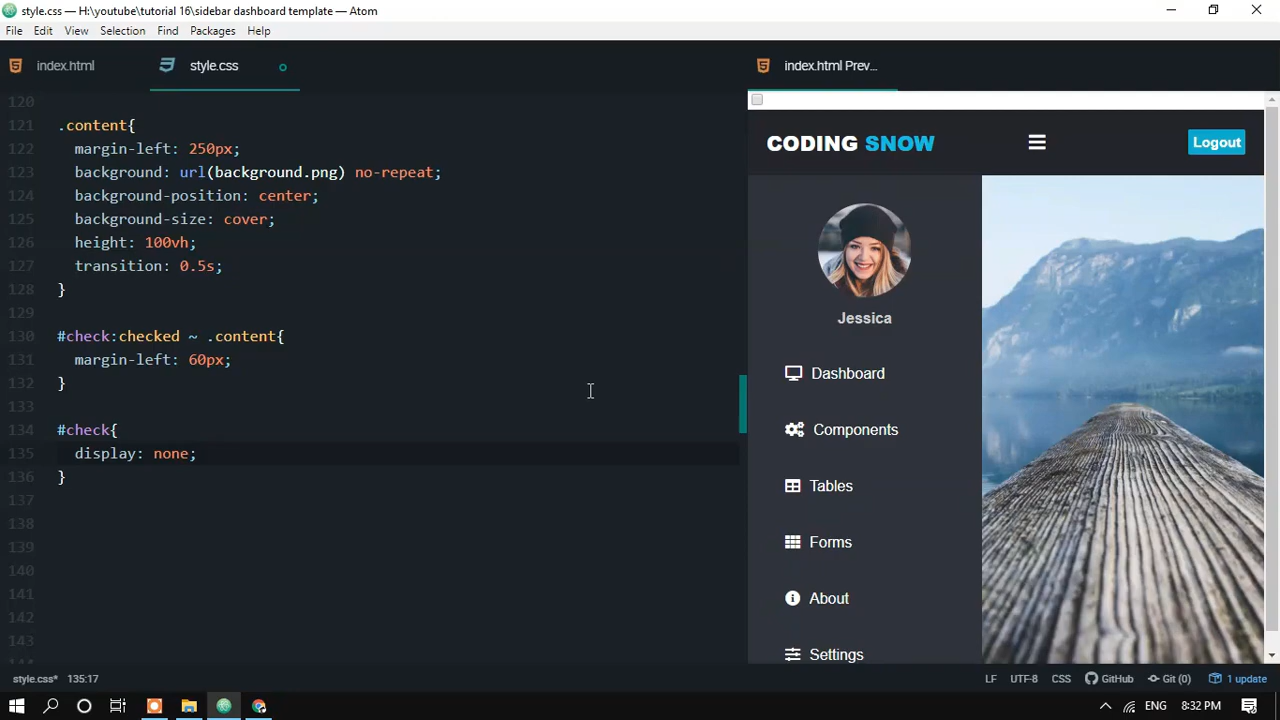 style.css — H:\youtube\tutorial 16\sidebar dashboard template — Atom
File Edit View Selection Find Packages Help
index.html
style.css
index.html Prev...
120
121 .content{
122 margin-left: 250px;
123 background: url(background.png) no-repeat;
124 background-position: center;
125 background-size: cover;
126 height: 100vh;
127 transition: 0.5s;
128 }
129
130 #check:checked ~ .content{
131 margin-left: 60px;
132 }
133
134 #check{
135 display: none;
136 }
137
138
139
140
141
142
143
CODING SNOW
Logout
Jessica
Dashboard
Components
Tables
Forms
About
Settings
style.css* 135:17
LF UTF-8 CSS GitHub Git (0) 1 update
ENG 8:32 PM